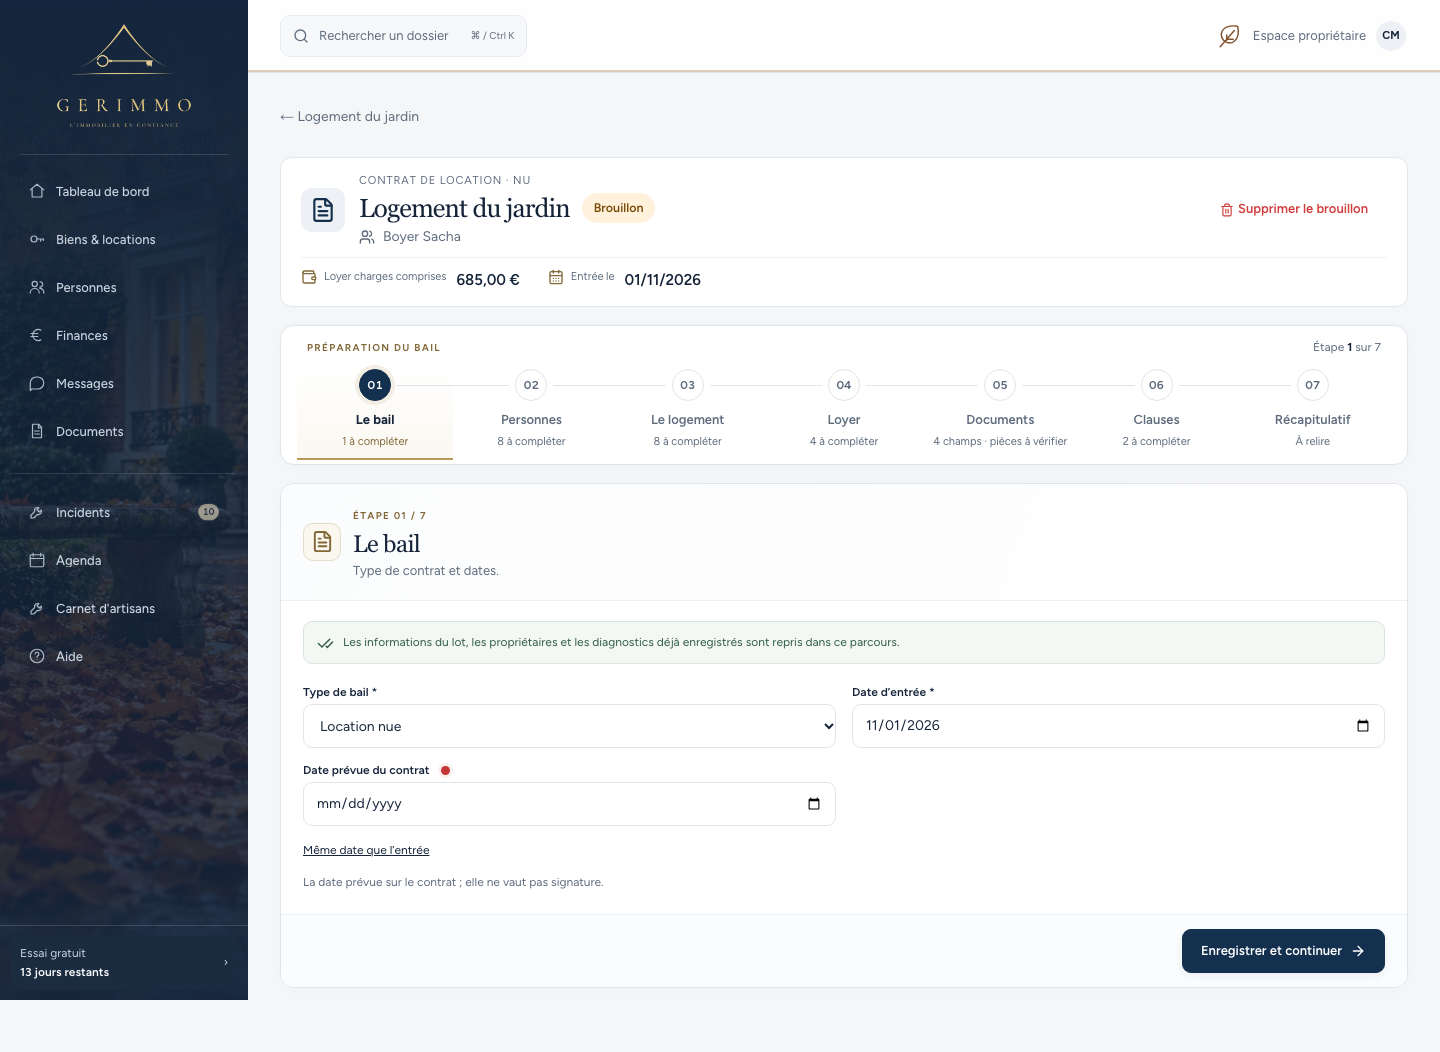 GERIMMO
L'IMMOBILIER EN CONFIANCE
Tableau de bord
Biens & locations
Personnes
Finances
Messages
Documents
Incidents
10
Agenda
Carnet d'artisans
Aide
Essai gratuit
13 jours restants
›
Rechercher un dossier
⌘ / Ctrl K
Espace propriétaire
CM
← Logement du jardin
CONTRAT DE LOCATION · NU
Logement du jardin
Brouillon
Boyer Sacha
Supprimer le brouillon
Loyer charges comprises 685,00 €
Entrée le 01/11/2026
PRÉPARATION DU BAIL
Étape 1 sur 7
01
Le bail
1 à compléter
02
Personnes
8 à compléter
03
Le logement
8 à compléter
04
Loyer
4 à compléter
05
Documents
4 champs · pièces à vérifier
06
Clauses
2 à compléter
07
Récapitulatif
À relire
ÉTAPE 01 / 7
Le bail
Type de contrat et dates.
Les informations du lot, les propriétaires et les diagnostics déjà enregistrés sont repris dans ce parcours.
Type de bail *
Location nue
Date d’entrée *
11/01/2026
Date prévue du contrat
mm/dd/yyyy
Même date que l’entrée
La date prévue sur le contrat ; elle ne vaut pas signature.
Enregistrer et continuer →